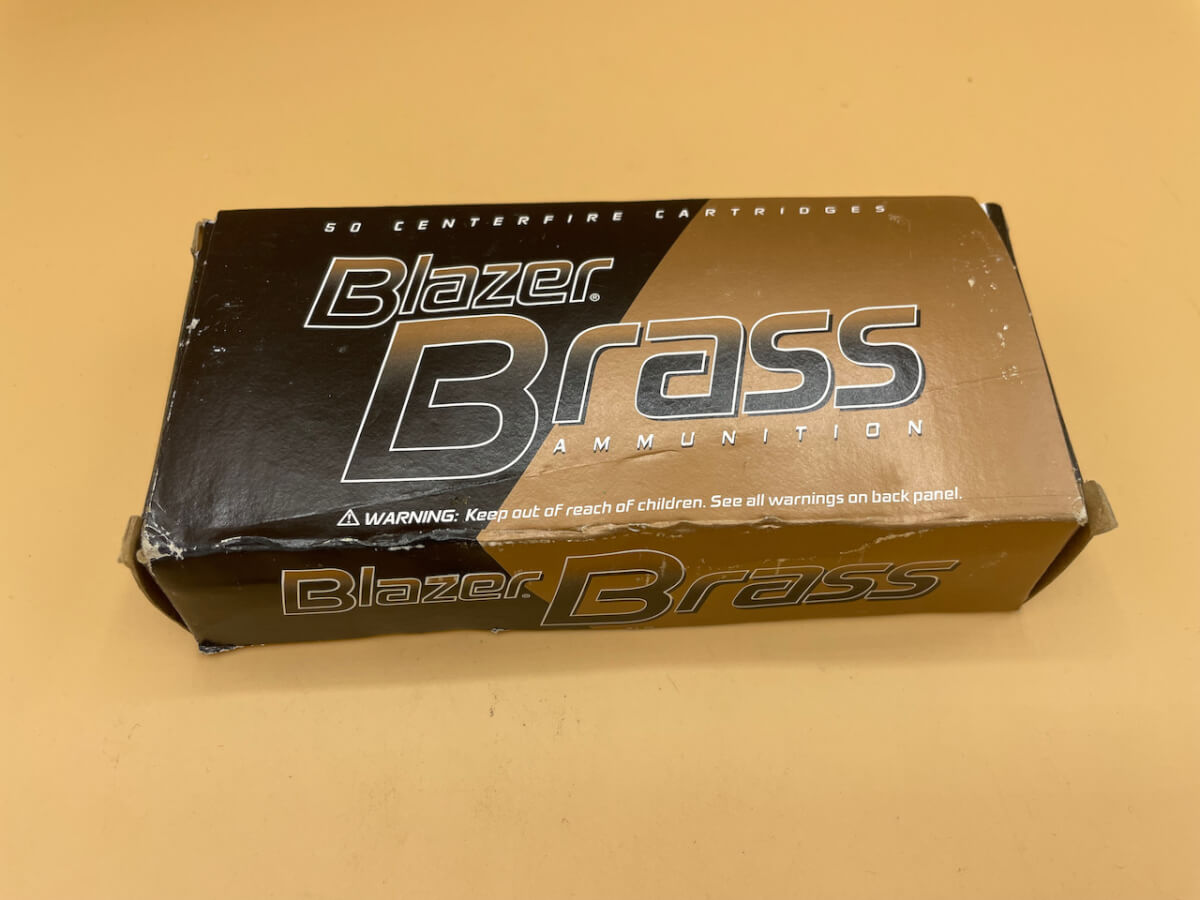 50 CENTERFIRE CARTRIDGES
Blazer®
Brass
AMMUNITION
⚠ WARNING: Keep out of reach of children. See all warnings on back panel.
Blazer® Brass